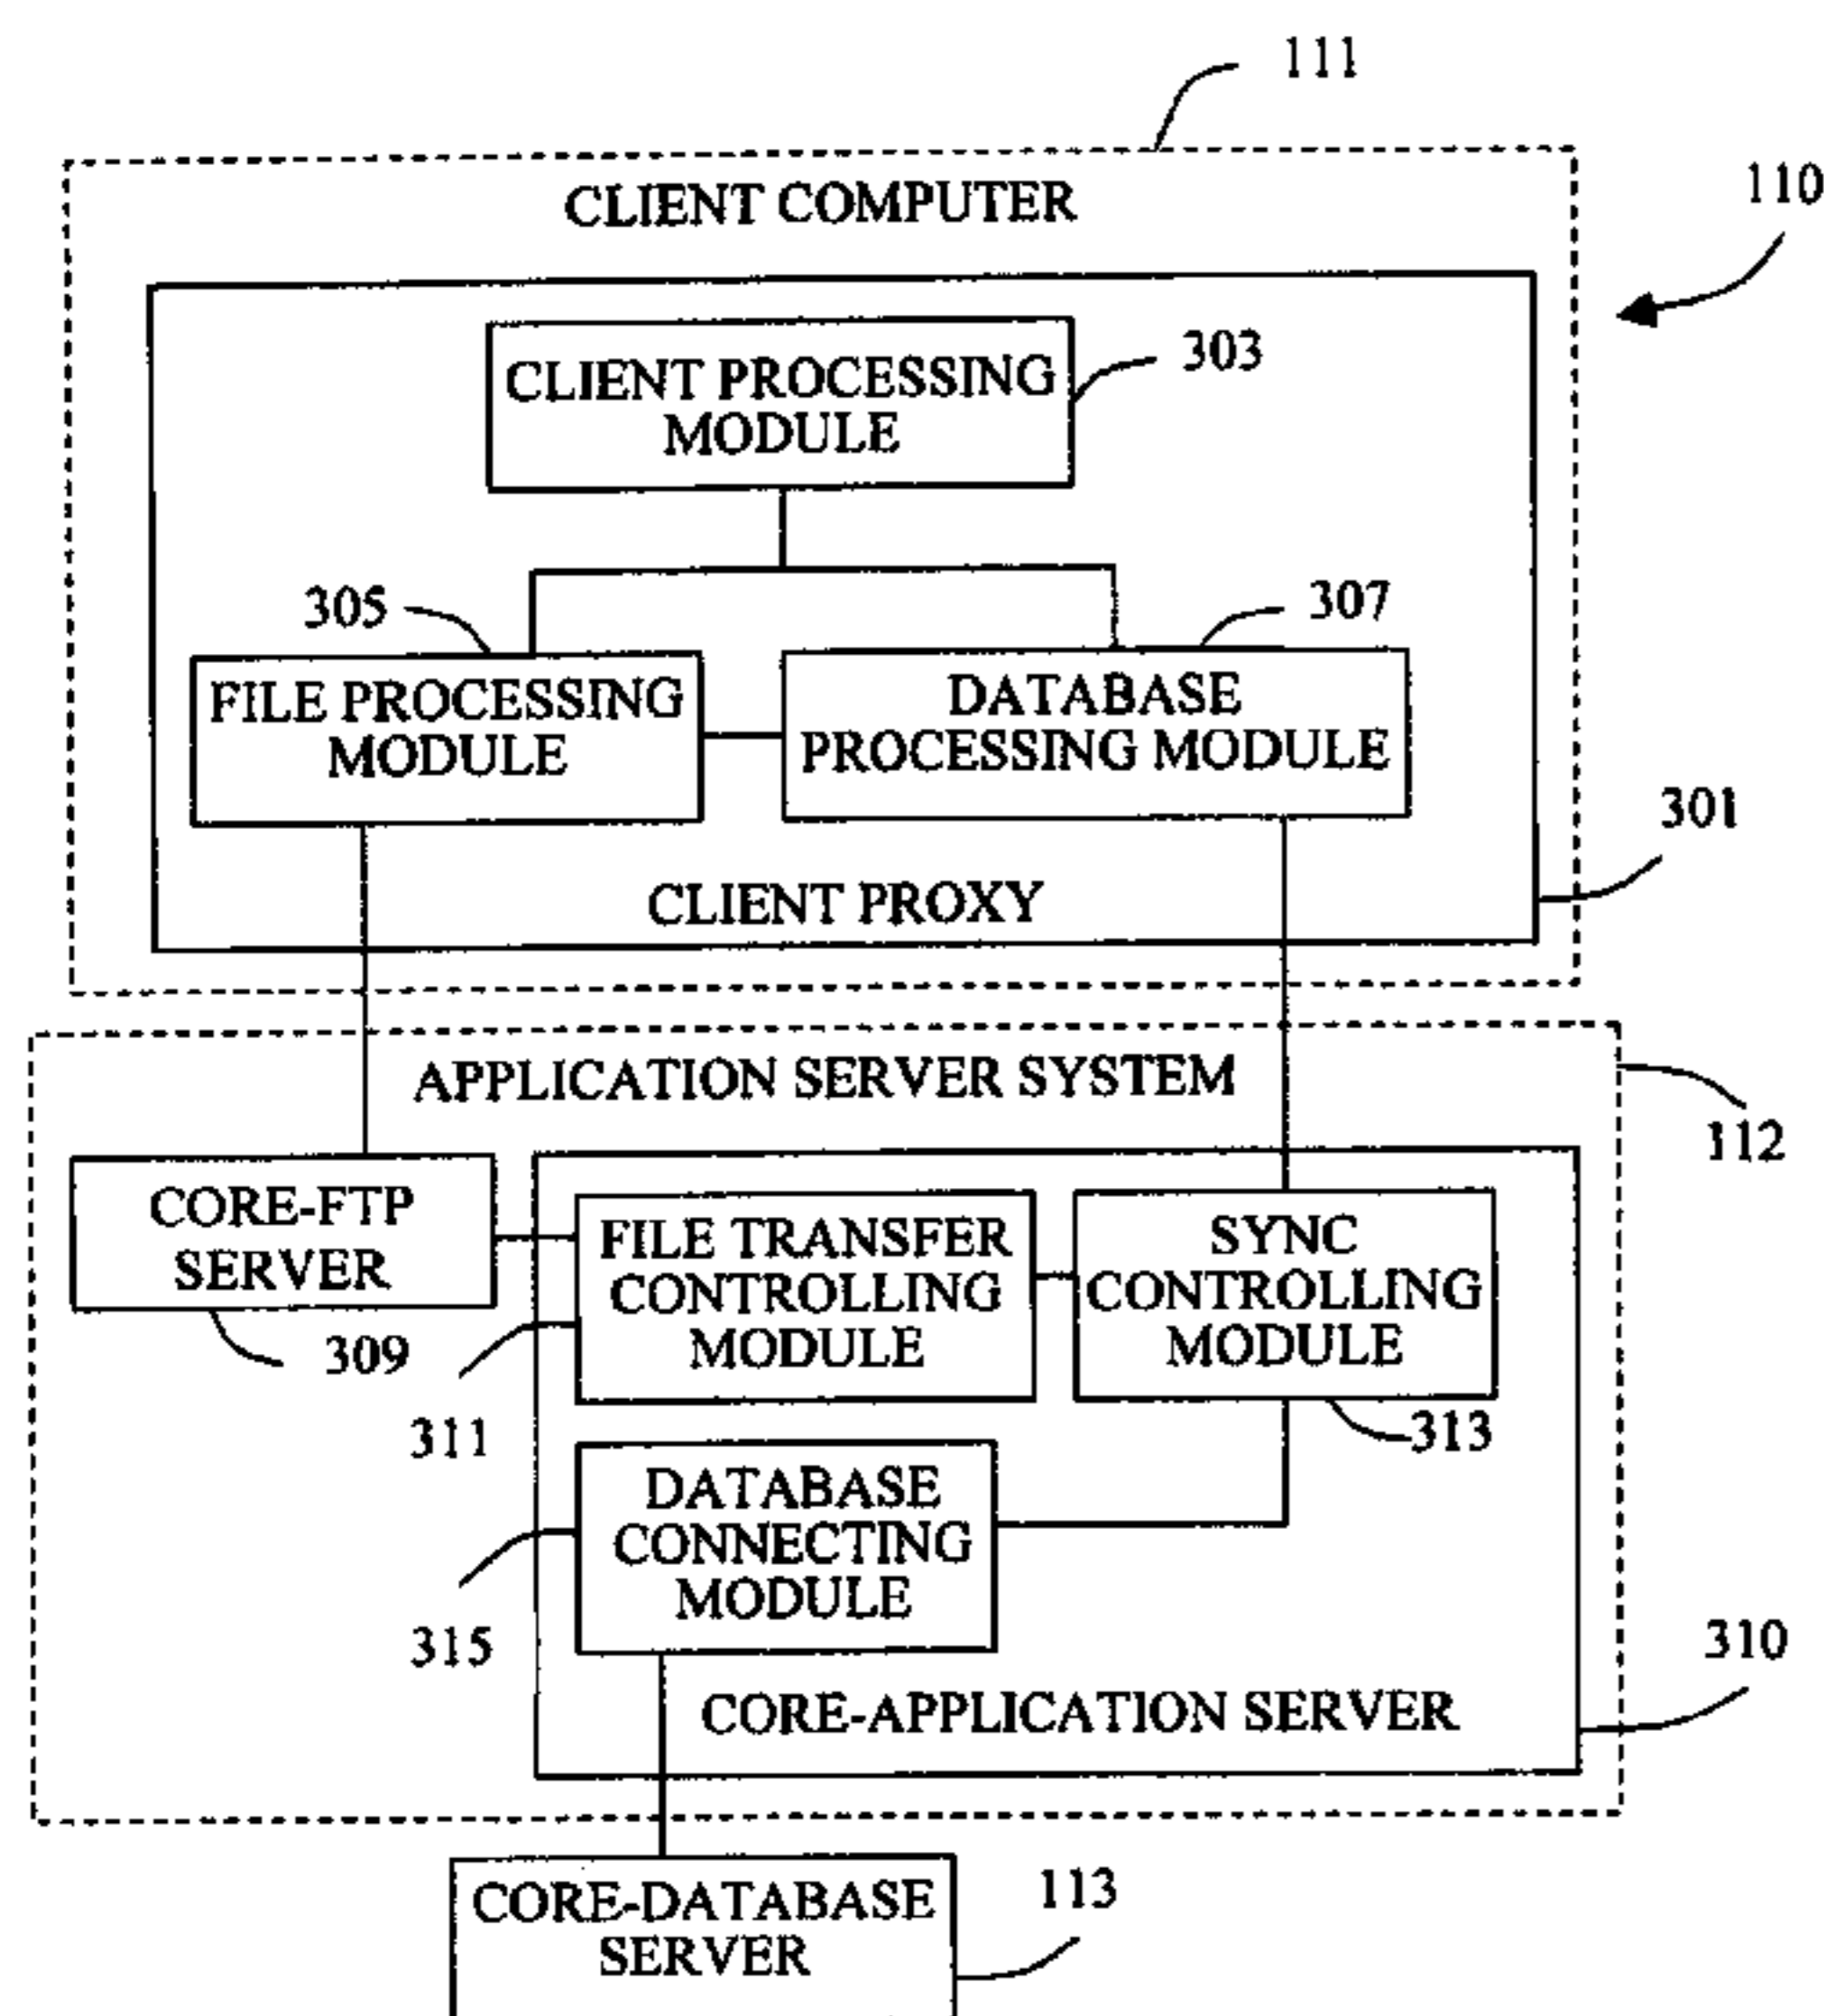 111
110
CLIENT COMPUTER
CLIENT PROCESSING
MODULE
303
305
307
FILE PROCESSING
MODULE
DATABASE
PROCESSING MODULE
301
CLIENT PROXY
APPLICATION SERVER SYSTEM
112
CORE-FTP
SERVER
309
FILE TRANSFER
CONTROLLING
MODULE
311
SYNC
CONTROLLING
MODULE
313
DATABASE
CONNECTING
MODULE
315
310
CORE-APPLICATION SERVER
CORE-DATABASE
SERVER
113